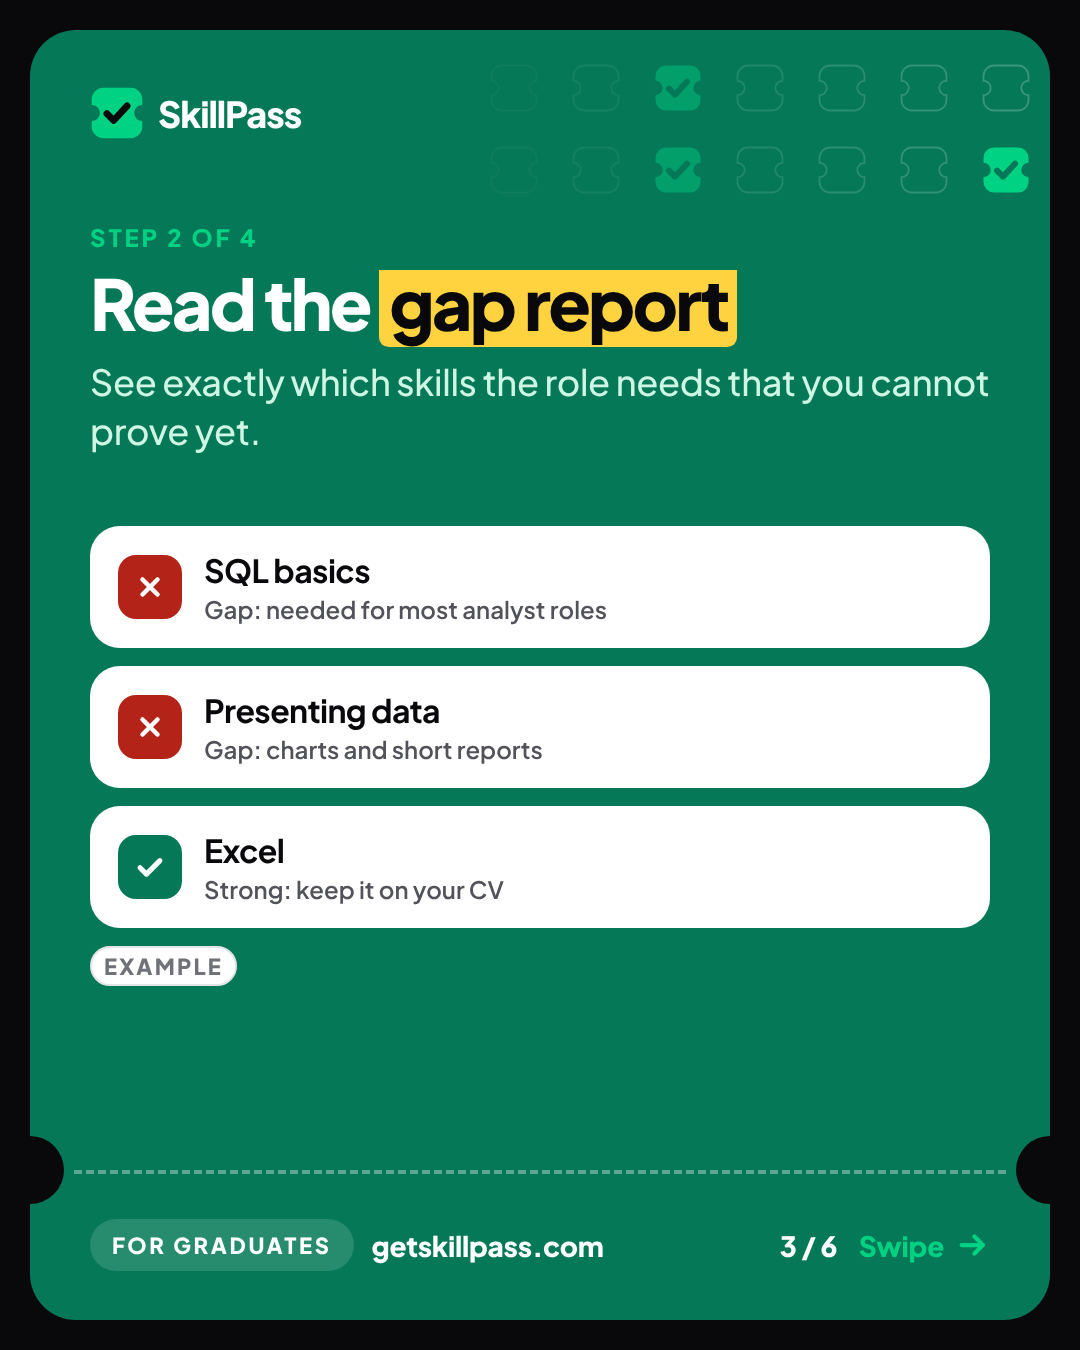 SkillPass
STEP 2 OF 4
Read the gap report
See exactly which skills the role needs that you cannot
prove yet.
SQL basics
Gap: needed for most analyst roles
Presenting data
Gap: charts and short reports
Excel
Strong: keep it on your CV
EXAMPLE
FOR GRADUATES getskillpass.com 3 / 6 Swipe →